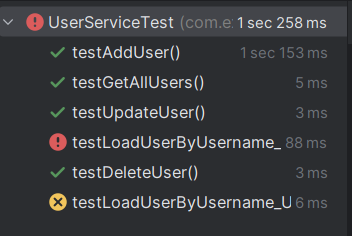 UserServiceTest (com.e: 1 sec 258 ms
testAddUser() 1 sec 153 ms
testGetAllUsers() 5 ms
testUpdateUser() 3 ms
testLoadUserByUsername_ 88 ms
testDeleteUser() 3 ms
testLoadUserByUsername_U 6 ms